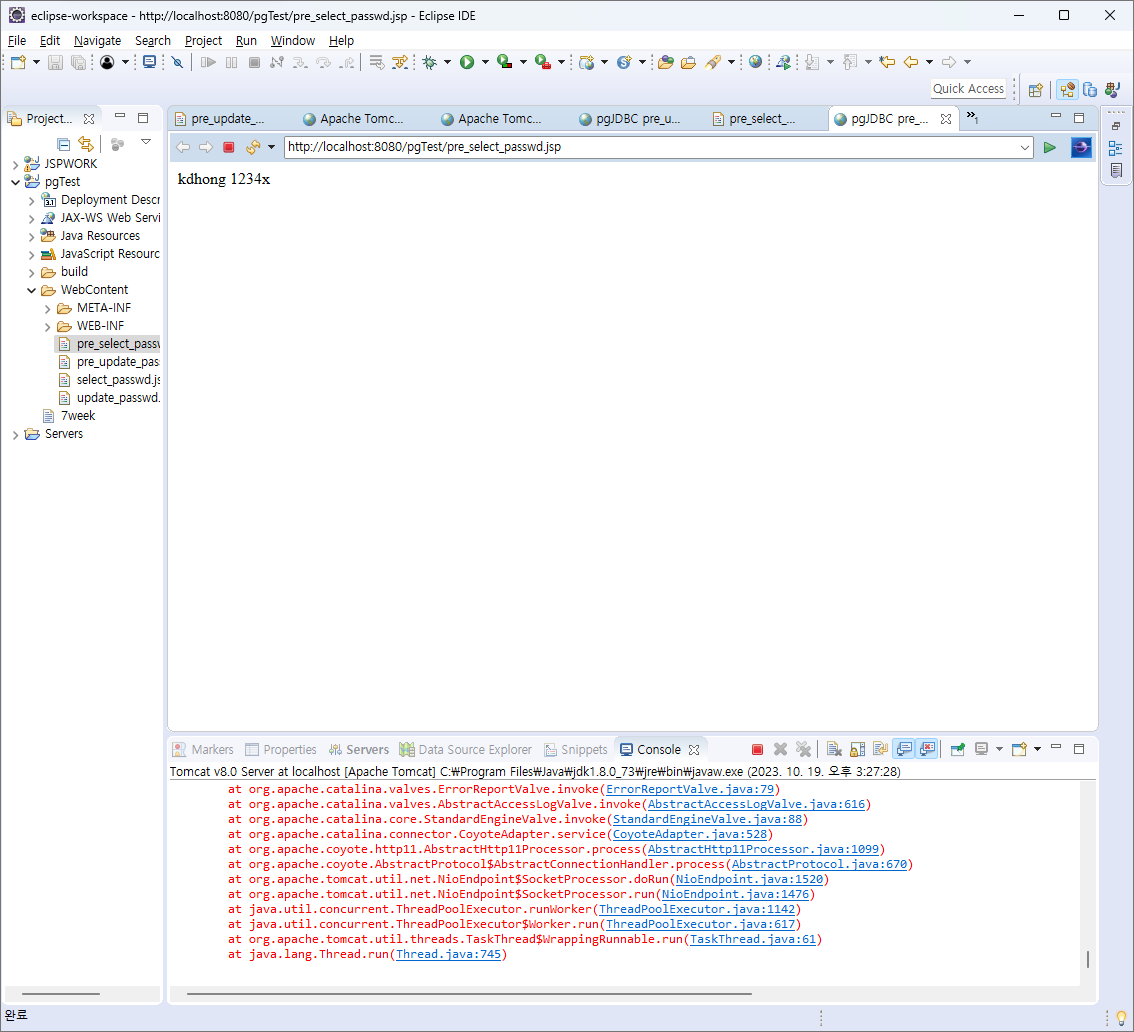 eclipse-workspace - http://localhost:8080/pgTest/pre_select_passwd.jsp - Eclipse IDE
File Edit Navigate Search Project Run Window Help
Quick Access
Project...
pre_update_...
Apache Tomc...
Apache Tomc...
pgJDBC pre_u...
pre_select_...
pgJDBC pre_...
»1
http://localhost:8080/pgTest/pre_select_passwd.jsp
kdhong 1234x
JSPWORK
pgTest
Deployment Descr
JAX-WS Web Servi
Java Resources
JavaScript Resourc
build
WebContent
META-INF
WEB-INF
pre_select_passw
pre_update_pas
select_passwd.js
update_passwd.
7week
Servers
Markers Properties Servers Data Source Explorer Snippets Console
Tomcat v8.0 Server at localhost [Apache Tomcat] C:₩Program Files₩Java₩jdk1.8.0_73₩jre₩bin₩javaw.exe (2023. 10. 19. 오후 3:27:28)
at org.apache.catalina.valves.ErrorReportValve.invoke(ErrorReportValve.java:79)
at org.apache.catalina.valves.AbstractAccessLogValve.invoke(AbstractAccessLogValve.java:616)
at org.apache.catalina.core.StandardEngineValve.invoke(StandardEngineValve.java:88)
at org.apache.catalina.connector.CoyoteAdapter.service(CoyoteAdapter.java:528)
at org.apache.coyote.http11.AbstractHttp11Processor.process(AbstractHttp11Processor.java:1099)
at org.apache.coyote.AbstractProtocol$AbstractConnectionHandler.process(AbstractProtocol.java:670)
at org.apache.tomcat.util.net.NioEndpoint$SocketProcessor.doRun(NioEndpoint.java:1520)
at org.apache.tomcat.util.net.NioEndpoint$SocketProcessor.run(NioEndpoint.java:1476)
at java.util.concurrent.ThreadPoolExecutor.runWorker(ThreadPoolExecutor.java:1142)
at java.util.concurrent.ThreadPoolExecutor$Worker.run(ThreadPoolExecutor.java:617)
at org.apache.tomcat.util.threads.TaskThread$WrappingRunnable.run(TaskThread.java:61)
at java.lang.Thread.run(Thread.java:745)
완료